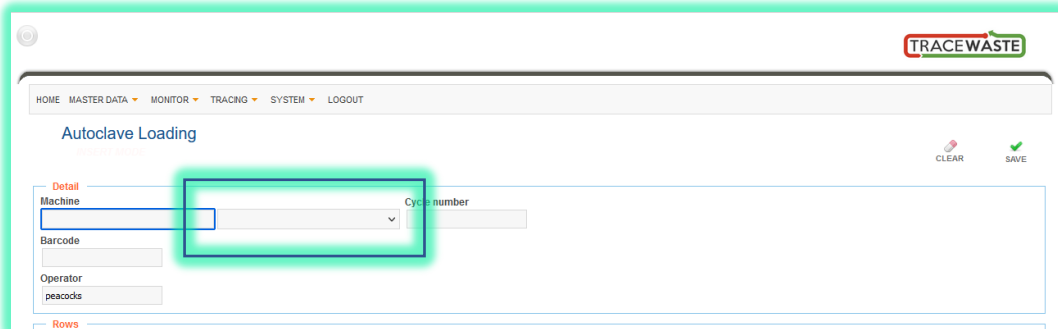 TRACEWASTE
HOME MASTER DATA MONITOR TRACING SYSTEM LOGOUT
Autoclave Loading
CLEAR SAVE
Detail
Machine Cycle number
Barcode
Operator
peacocks
Rows